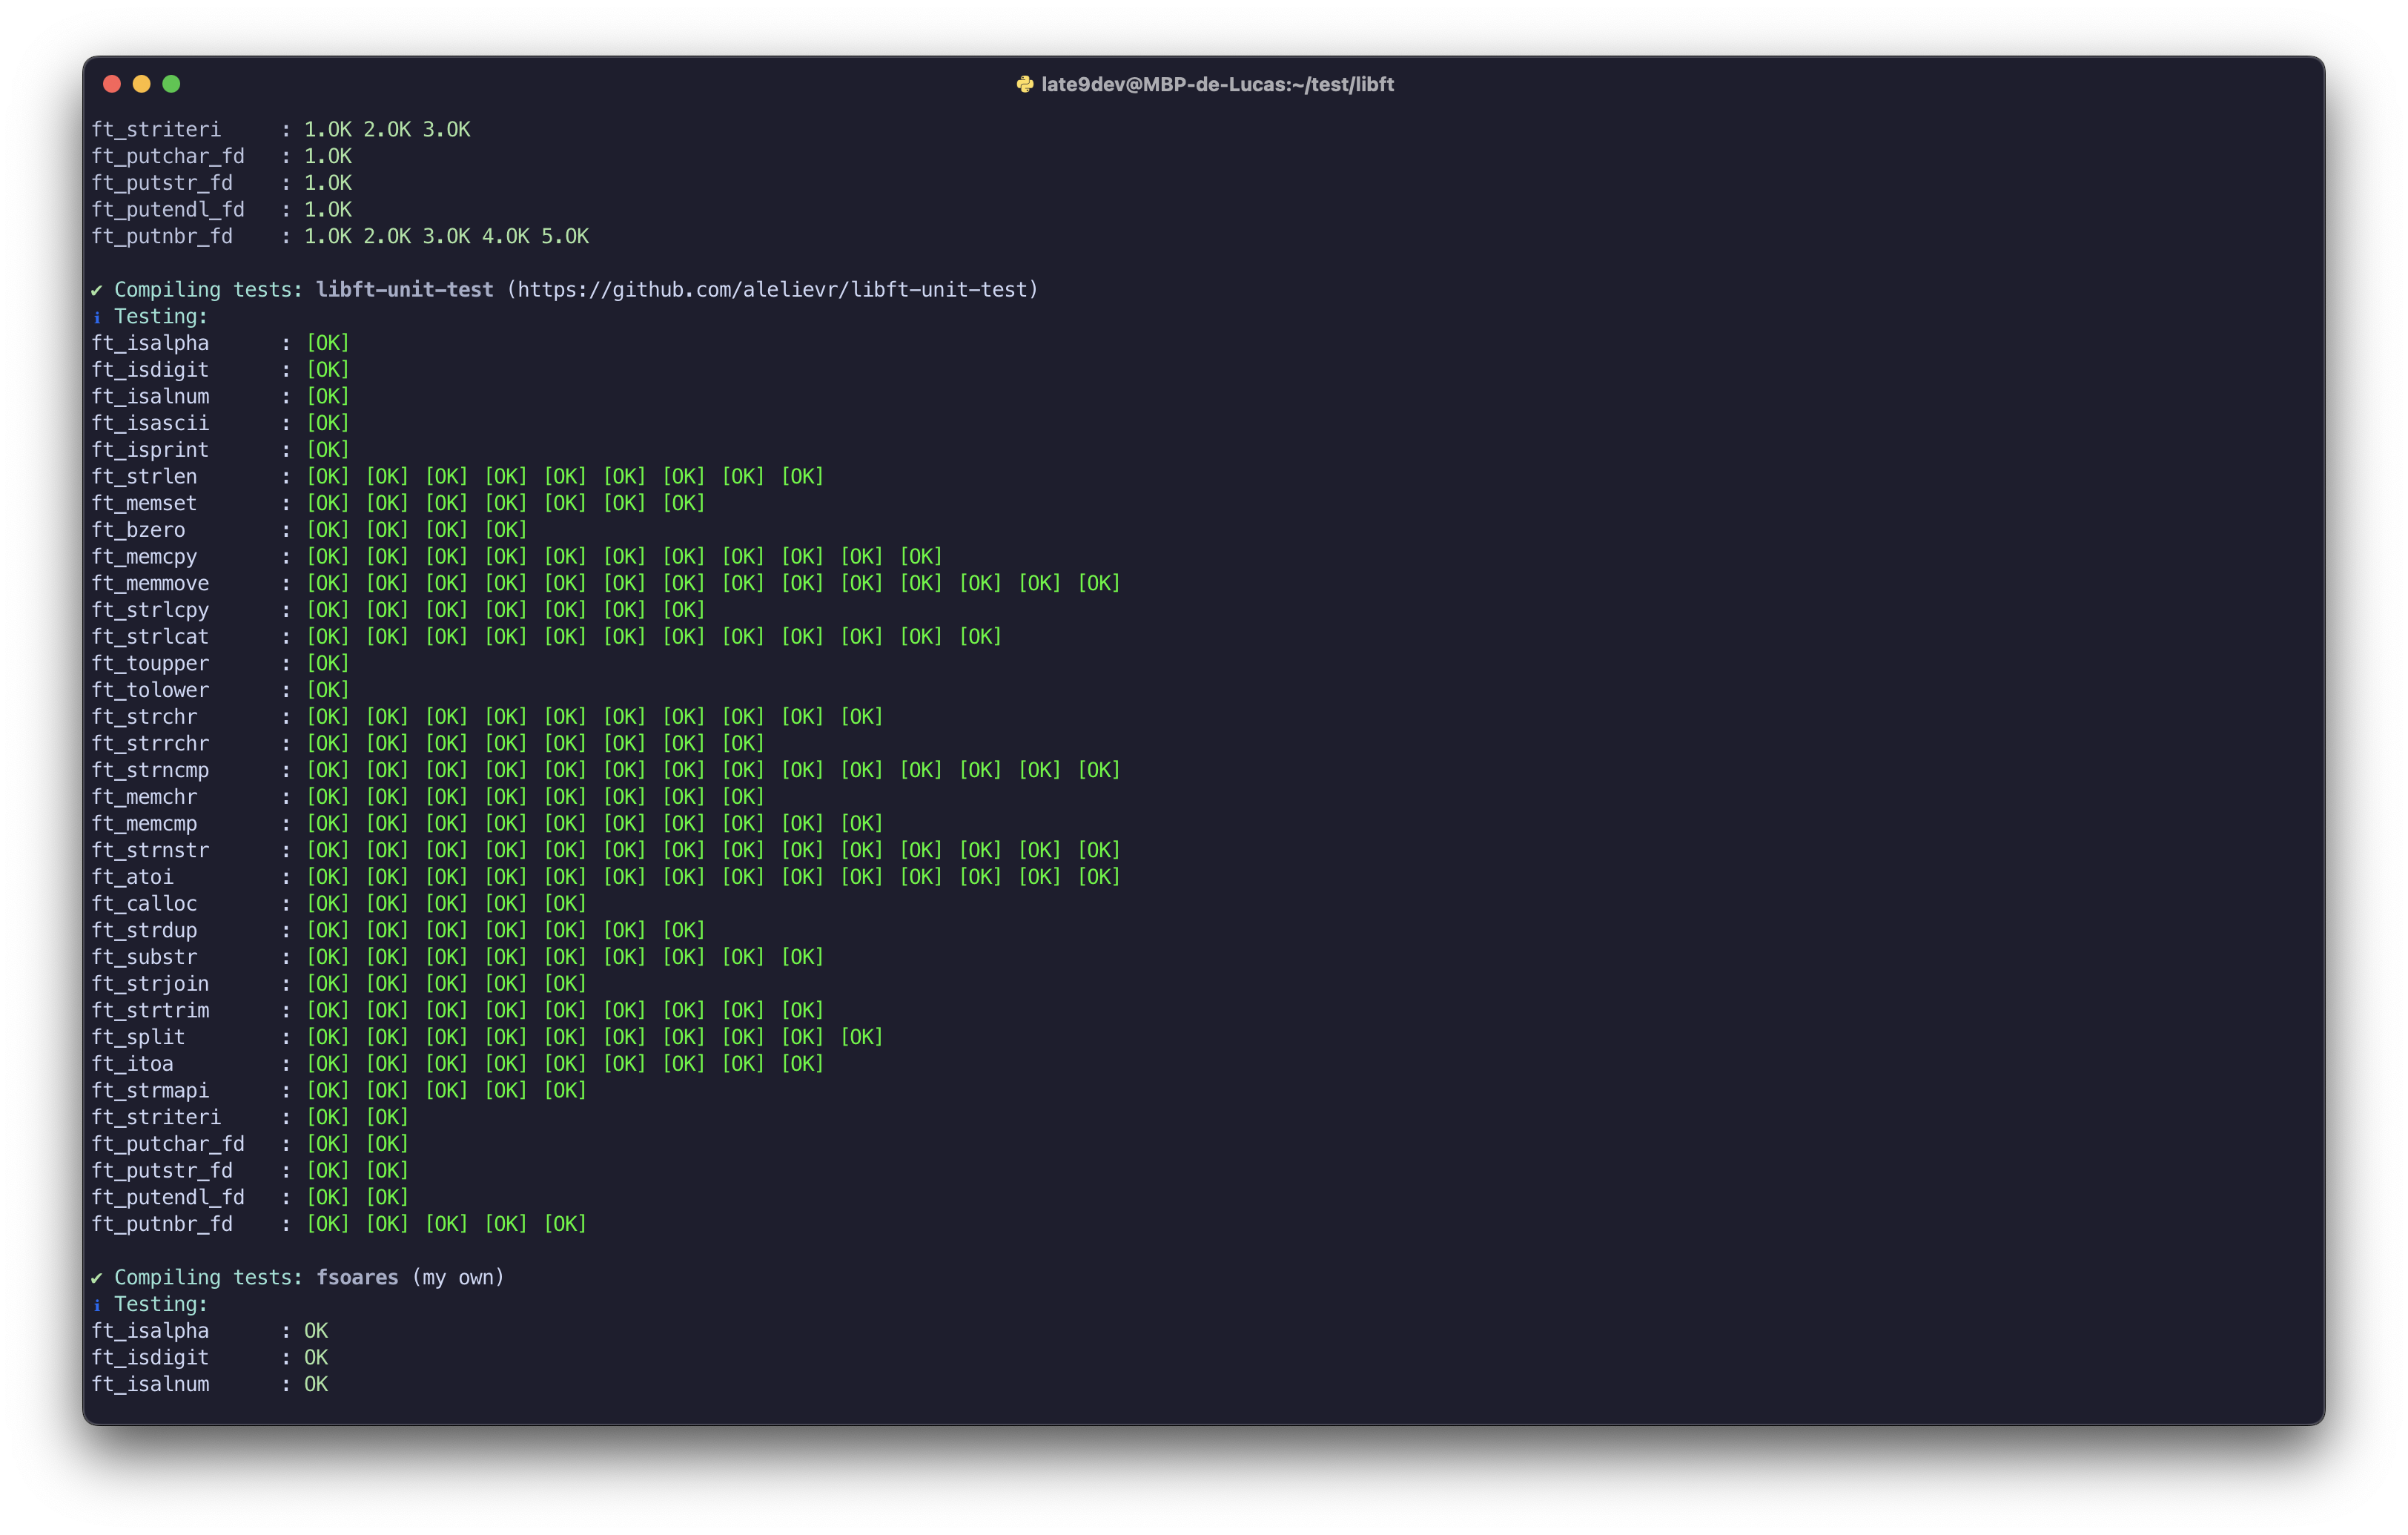 late9dev@MBP-de-Lucas:~/test/libft
ft_striteri     : 1.OK 2.OK 3.OK
ft_putchar_fd   : 1.OK
ft_putstr_fd    : 1.OK
ft_putendl_fd   : 1.OK
ft_putnbr_fd    : 1.OK 2.OK 3.OK 4.OK 5.OK
✔ Compiling tests: libft-unit-test (https://github.com/alelievr/libft-unit-test)
ℹ Testing:
ft_isalpha      : [OK]
ft_isdigit      : [OK]
ft_isalnum      : [OK]
ft_isascii      : [OK]
ft_isprint      : [OK]
ft_strlen       : [OK] [OK] [OK] [OK] [OK] [OK] [OK] [OK] [OK]
ft_memset       : [OK] [OK] [OK] [OK] [OK] [OK] [OK]
ft_bzero        : [OK] [OK] [OK] [OK]
ft_memcpy       : [OK] [OK] [OK] [OK] [OK] [OK] [OK] [OK] [OK] [OK] [OK]
ft_memmove      : [OK] [OK] [OK] [OK] [OK] [OK] [OK] [OK] [OK] [OK] [OK] [OK] [OK] [OK]
ft_strlcpy      : [OK] [OK] [OK] [OK] [OK] [OK] [OK]
ft_strlcat      : [OK] [OK] [OK] [OK] [OK] [OK] [OK] [OK] [OK] [OK] [OK] [OK]
ft_toupper      : [OK]
ft_tolower      : [OK]
ft_strchr       : [OK] [OK] [OK] [OK] [OK] [OK] [OK] [OK] [OK] [OK]
ft_strrchr      : [OK] [OK] [OK] [OK] [OK] [OK] [OK] [OK]
ft_strncmp      : [OK] [OK] [OK] [OK] [OK] [OK] [OK] [OK] [OK] [OK] [OK] [OK] [OK] [OK]
ft_memchr       : [OK] [OK] [OK] [OK] [OK] [OK] [OK] [OK]
ft_memcmp       : [OK] [OK] [OK] [OK] [OK] [OK] [OK] [OK] [OK] [OK]
ft_strnstr      : [OK] [OK] [OK] [OK] [OK] [OK] [OK] [OK] [OK] [OK] [OK] [OK] [OK] [OK]
ft_atoi         : [OK] [OK] [OK] [OK] [OK] [OK] [OK] [OK] [OK] [OK] [OK] [OK] [OK] [OK]
ft_calloc       : [OK] [OK] [OK] [OK] [OK]
ft_strdup       : [OK] [OK] [OK] [OK] [OK] [OK] [OK]
ft_substr       : [OK] [OK] [OK] [OK] [OK] [OK] [OK] [OK] [OK]
ft_strjoin      : [OK] [OK] [OK] [OK] [OK]
ft_strtrim      : [OK] [OK] [OK] [OK] [OK] [OK] [OK] [OK] [OK]
ft_split        : [OK] [OK] [OK] [OK] [OK] [OK] [OK] [OK] [OK] [OK]
ft_itoa         : [OK] [OK] [OK] [OK] [OK] [OK] [OK] [OK] [OK]
ft_strmapi      : [OK] [OK] [OK] [OK] [OK]
ft_striteri     : [OK] [OK]
ft_putchar_fd   : [OK] [OK]
ft_putstr_fd    : [OK] [OK]
ft_putendl_fd   : [OK] [OK]
ft_putnbr_fd    : [OK] [OK] [OK] [OK] [OK]
✔ Compiling tests: fsoares (my own)
ℹ Testing:
ft_isalpha      : OK
ft_isdigit      : OK
ft_isalnum      : OK